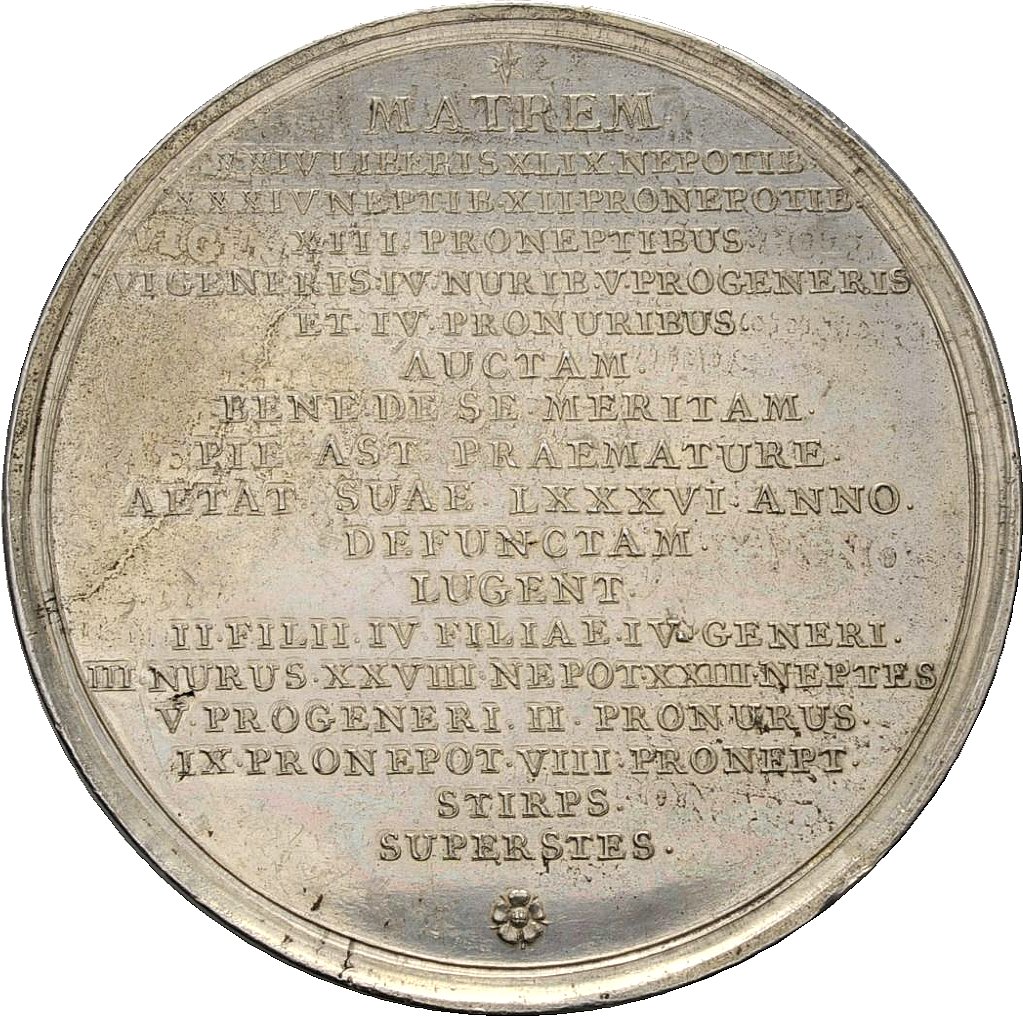 MATREM
XXIV LIBERIS XLIX·NEPOTIB·
XXXIV NEPTIB·XII PRONEPOTIB·
XIII PRONEPTIBUS
VI GENERIS·IV NURIB·V·PROGENERIS
ET IV PRONURIBUS·
AUCTAM·
BENE DE SE MERITAM·
PIE AST PRAEMATURE·
AETAT SUAE LXXXVI·ANNO·
DEFUNCTAM·
LUGENT·
II·FILII·IV·FILIAE·IV·GENERI·
III·NURUS·XXVIII·NEPOT·XXIII·NEPTES
V·PROGENERI·II·PRONURUS·
IX·PRONEPOT·VIII·PRONEPT·
STIRPS·
SUPERSTES·